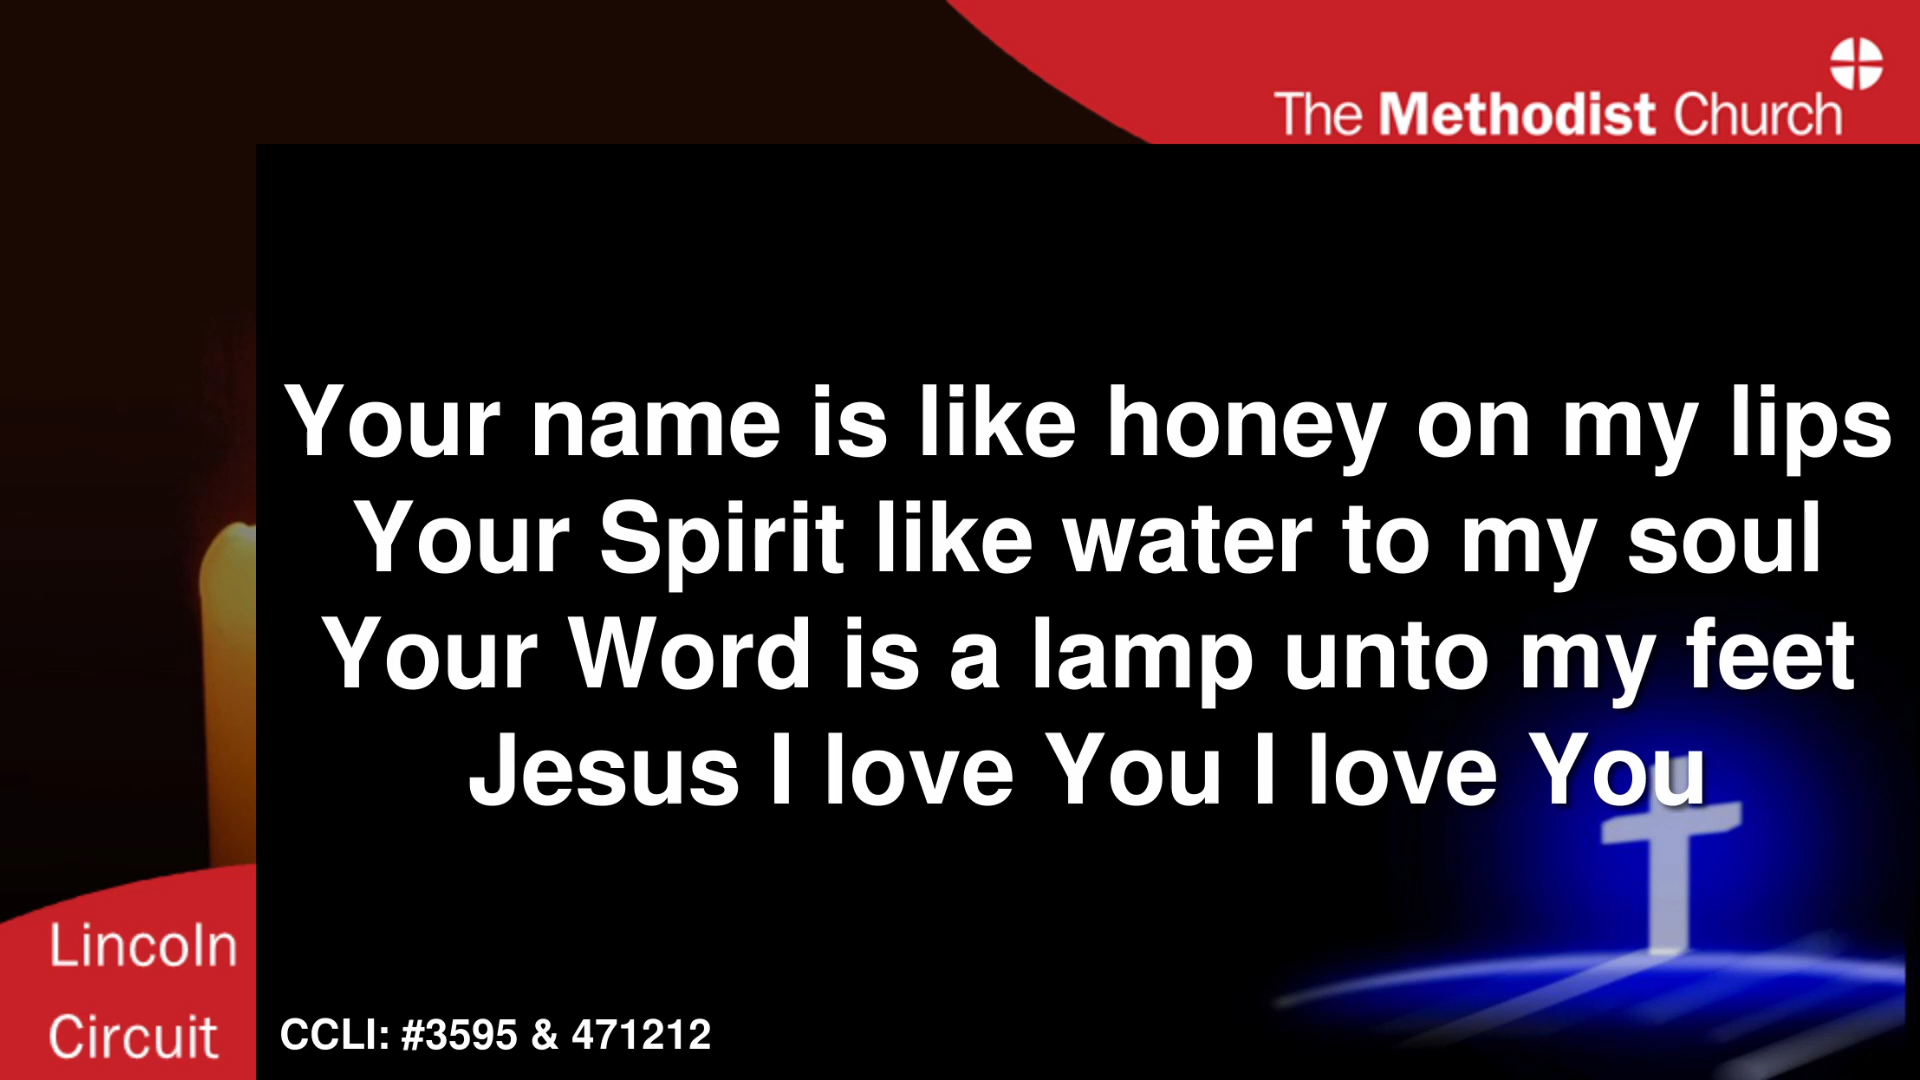 The Methodist Church
Your name is like honey on my lips
Your Spirit like water to my soul
Your Word is a lamp unto my feet
Jesus I love You I love You
Lincoln
Circuit
CCLI: #3595 & 471212